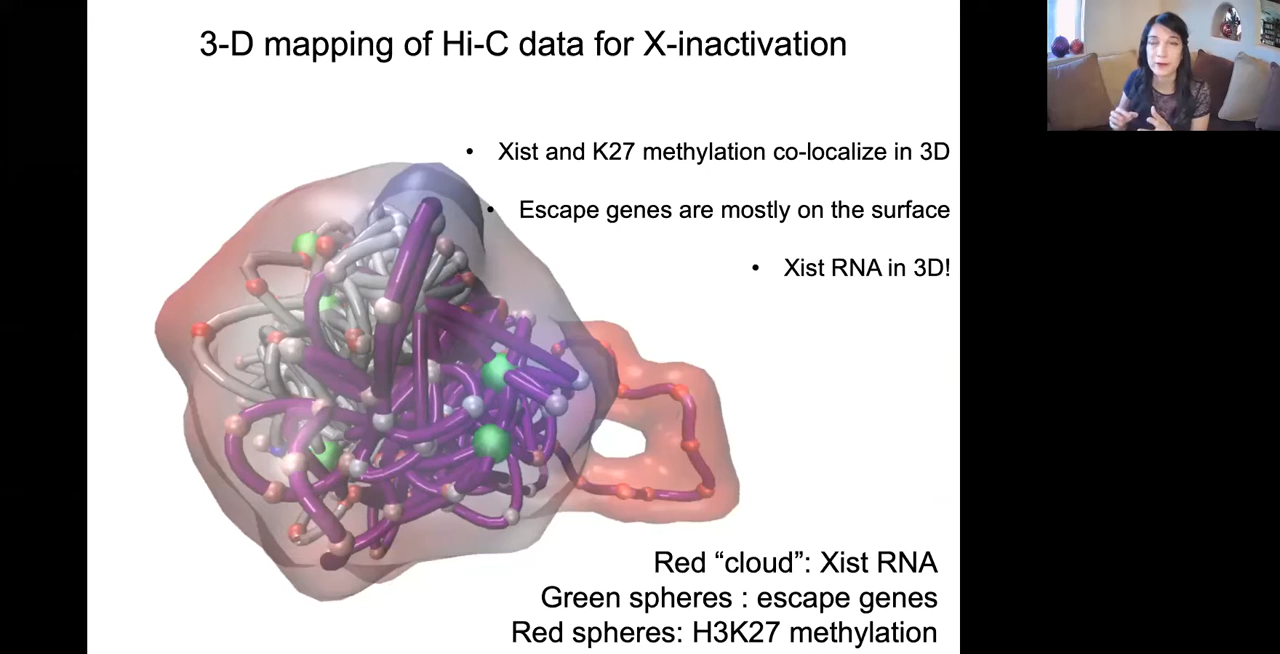 3-D mapping of Hi-C data for X-inactivation
• Xist and K27 methylation co-localize in 3D
• Escape genes are mostly on the surface
• Xist RNA in 3D!
Red “cloud”: Xist RNA
Green spheres : escape genes
Red spheres: H3K27 methylation